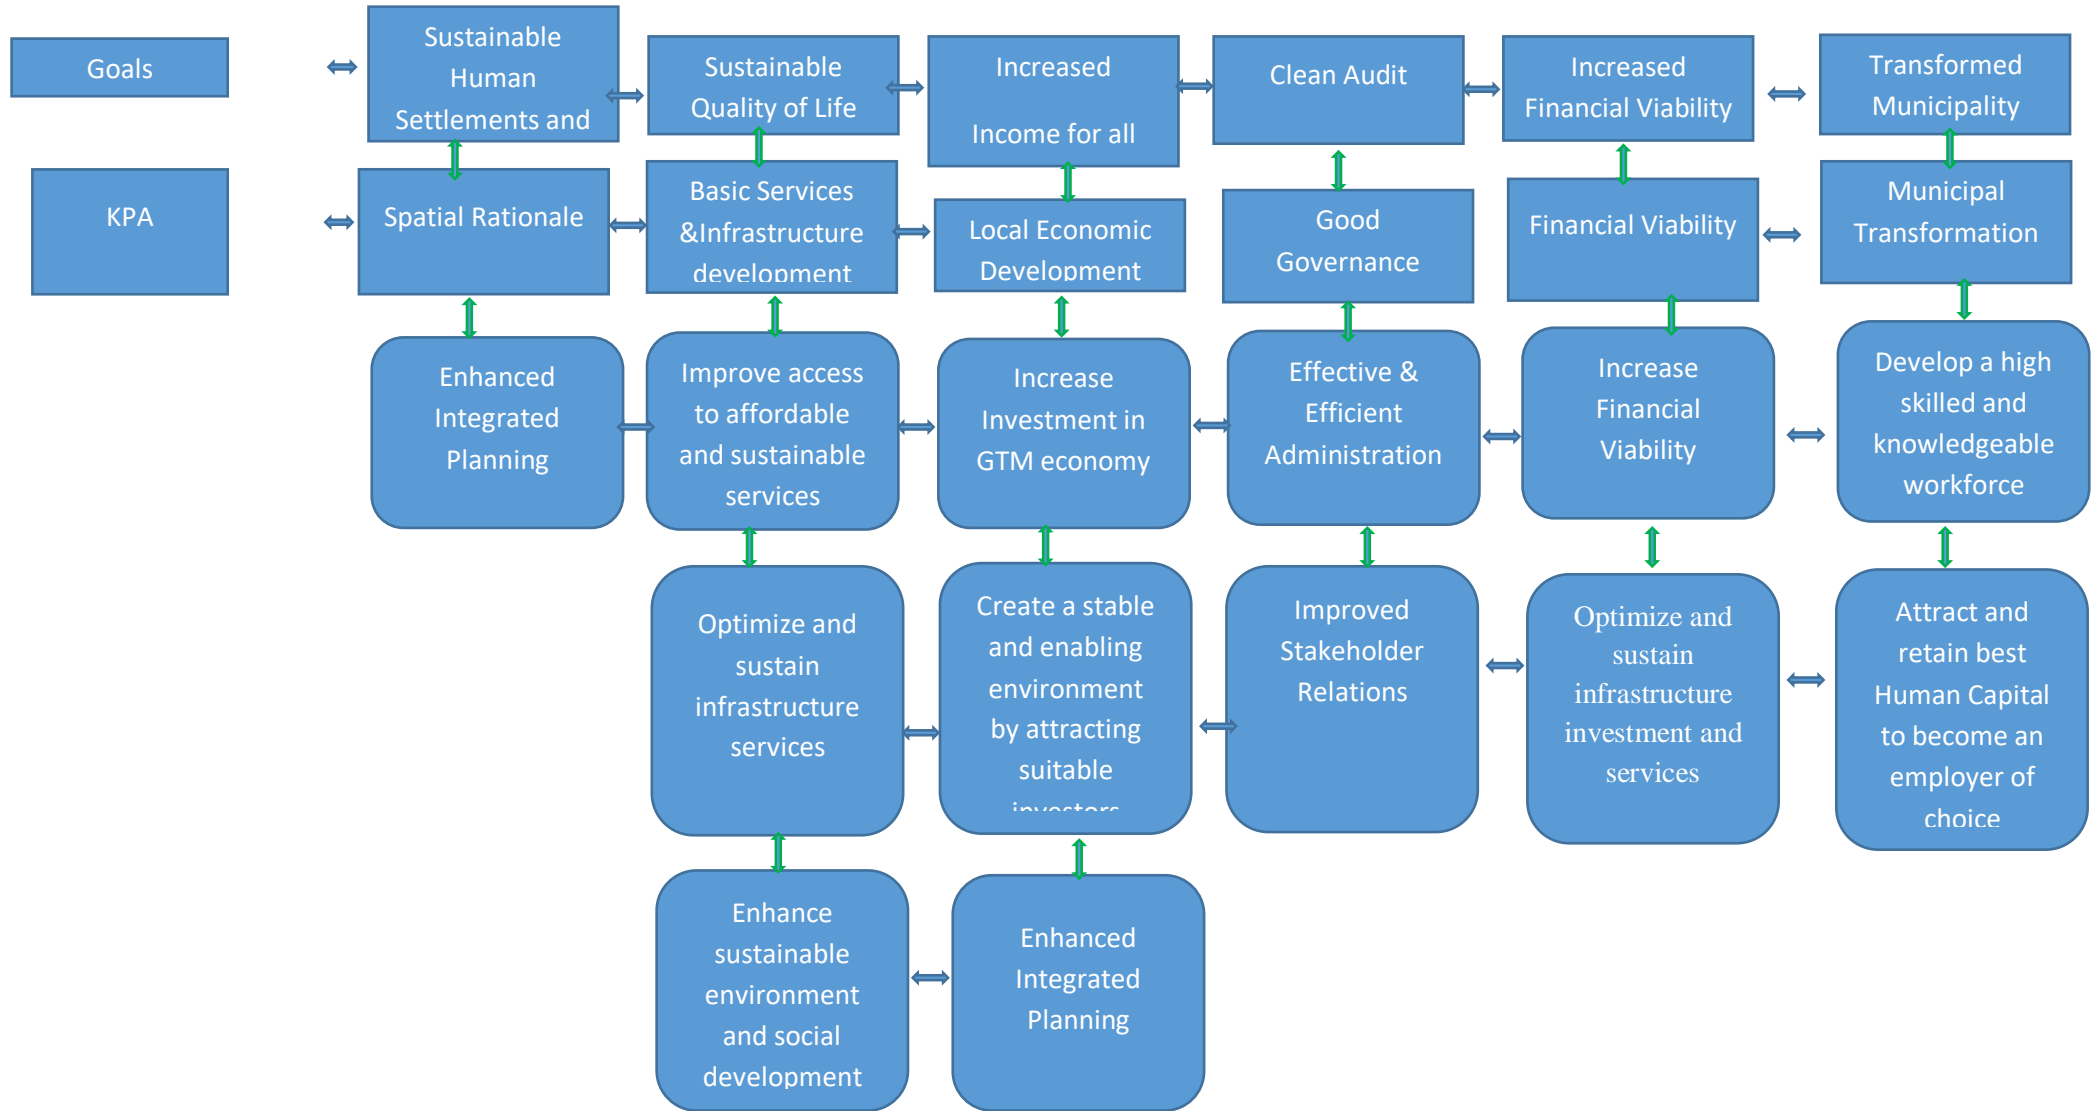 Goals
Sustainable
Human
Settlements and
Sustainable
Quality of Life
Increased
Income for all
Clean Audit
Increased
Financial Viability
Transformed
Municipality
KPA
Spatial Rationale
Basic Services
&Infrastructure
development
Local Economic
Development
Good
Governance
Financial Viability
Municipal
Transformation
Enhanced
Integrated
Planning
Improve access
to affordable
and sustainable
services
Increase
Investment in
GTM economy
Effective &
Efficient
Administration
Increase
Financial
Viability
Develop a high
skilled and
knowledgeable
workforce
Optimize and
sustain
infrastructure
services
Create a stable
and enabling
environment
by attracting
suitable
investors
Improved
Stakeholder
Relations
Optimize and
sustain
infrastructure
investment and
services
Attract and
retain best
Human Capital
to become an
employer of
choice
Enhance
sustainable
environment
and social
development
Enhanced
Integrated
Planning